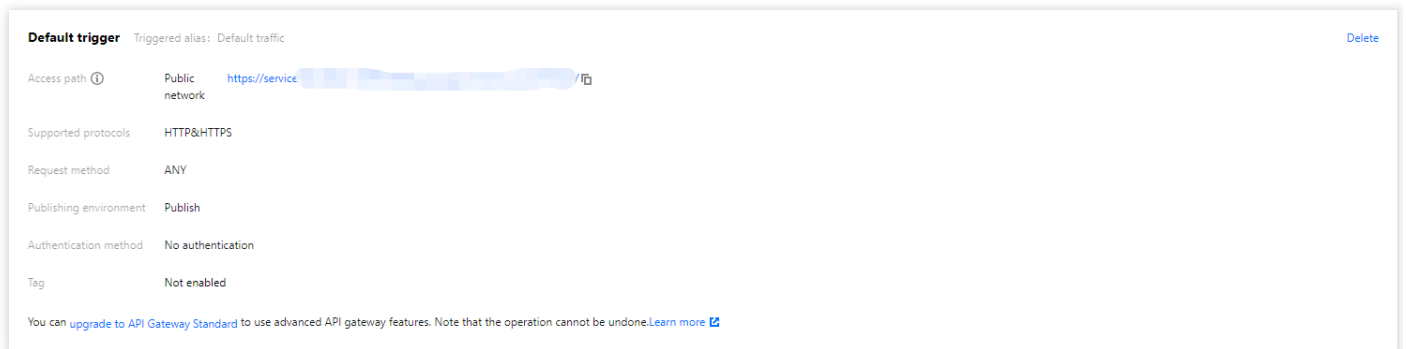 Default trigger Triggered alias: Default traffic Delete
Access path Public network https://service /
Supported protocols HTTP&HTTPS
Request method ANY
Publishing environment Publish
Authentication method No authentication
Tag Not enabled
You can upgrade to API Gateway Standard to use advanced API gateway features. Note that the operation cannot be undone.Learn more